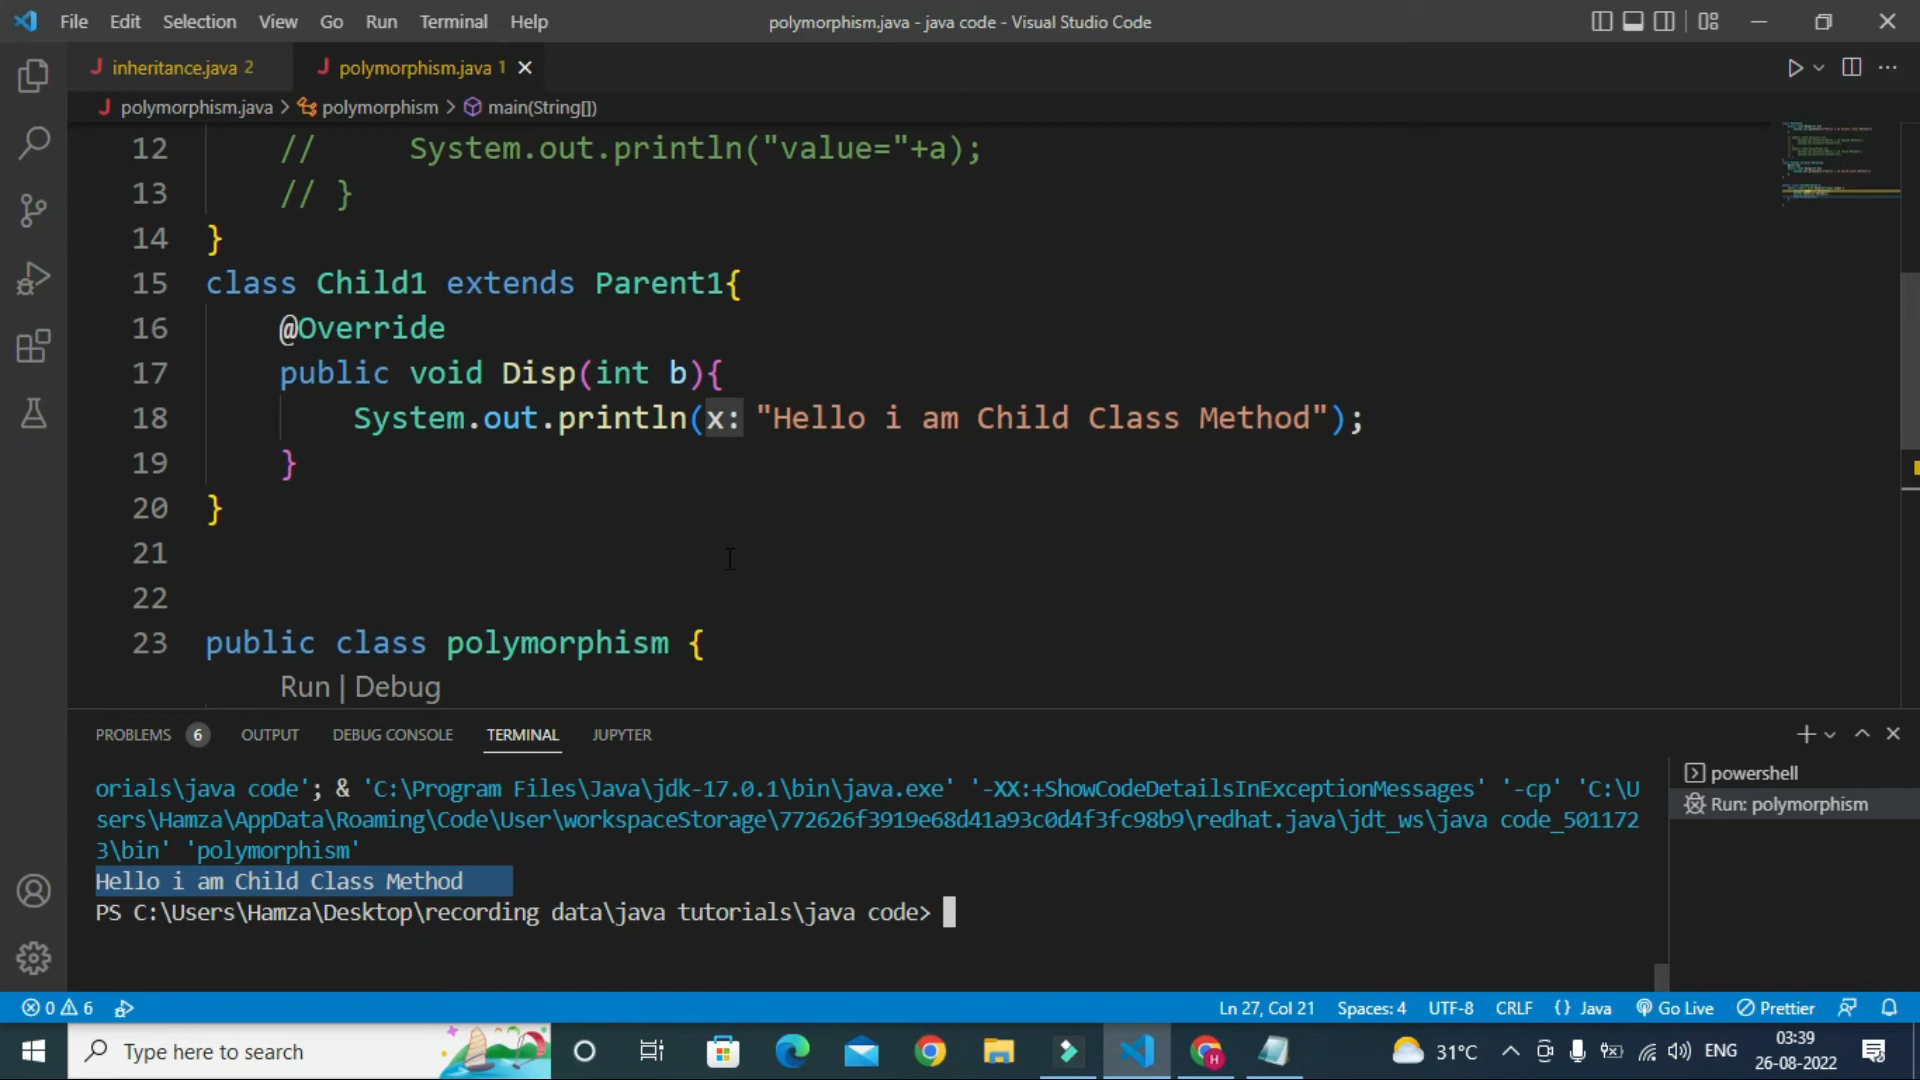 File Edit Selection View Go Run Terminal Help polymorphism.java - java code - Visual Studio Code
inheritance.java 2 polymorphism.java 1
polymorphism.java > polymorphism > main(String[])
12 // System.out.println("value="+a);
13 // }
14 }
15 class Child1 extends Parent1{
16 @Override
17 public void Disp(int b){
18 System.out.println(x: "Hello i am Child Class Method");
19 }
20 }
21
22
23 public class polymorphism {
Run | Debug
PROBLEMS 6 OUTPUT DEBUG CONSOLE TERMINAL JUPYTER
orials\java code'; & 'C:\Program Files\Java\jdk-17.0.1\bin\java.exe' '-XX:+ShowCodeDetailsInExceptionMessages' '-cp' 'C:\U
sers\Hamza\AppData\Roaming\Code\User\workspaceStorage\772626f3919e68d41a93c0d4f3fc98b9\redhat.java\jdt_ws\java code_501172
3\bin' 'polymorphism'
Hello i am Child Class Method
PS C:\Users\Hamza\Desktop\recording data\java tutorials\java code>
powershell
Run: polymorphism
0 6 Ln 27, Col 21 Spaces: 4 UTF-8 CRLF {} Java Go Live Prettier
Type here to search 31°C ENG 03:39
26-08-2022